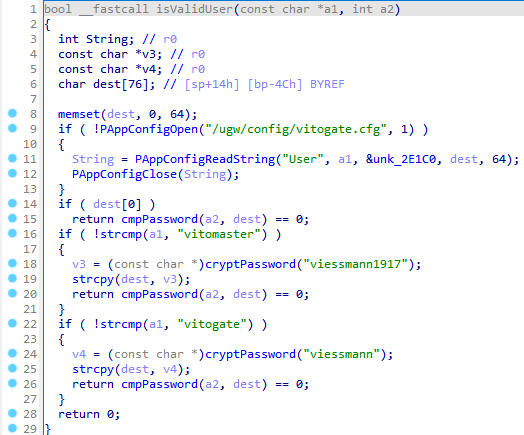 1 bool __fastcall isValidUser(const char *a1, int a2)
2 {
3 int String; // r0
4 const char *v3; // r0
5 const char *v4; // r0
6 char dest[76]; // [sp+14h] [bp-4Ch] BYREF
7
8 memset(dest, 0, 64);
9 if ( !PAppConfigOpen("/ugw/config/vitogate.cfg", 1) )
10 {
11 String = PAppConfigReadString("User", a1, &unk_2E1C0, dest, 64);
12 PAppConfigClose(String);
13 }
14 if ( dest[0] )
15 return cmpPassword(a2, dest) == 0;
16 if ( !strcmp(a1, "vitomaster") )
17 {
18 v3 = (const char *)cryptPassword("viessmann1917");
19 strcpy(dest, v3);
20 return cmpPassword(a2, dest) == 0;
21 }
22 if ( !strcmp(a1, "vitogate") )
23 {
24 v4 = (const char *)cryptPassword("viessmann");
25 strcpy(dest, v4);
26 return cmpPassword(a2, dest) == 0;
27 }
28 return 0;
29 }